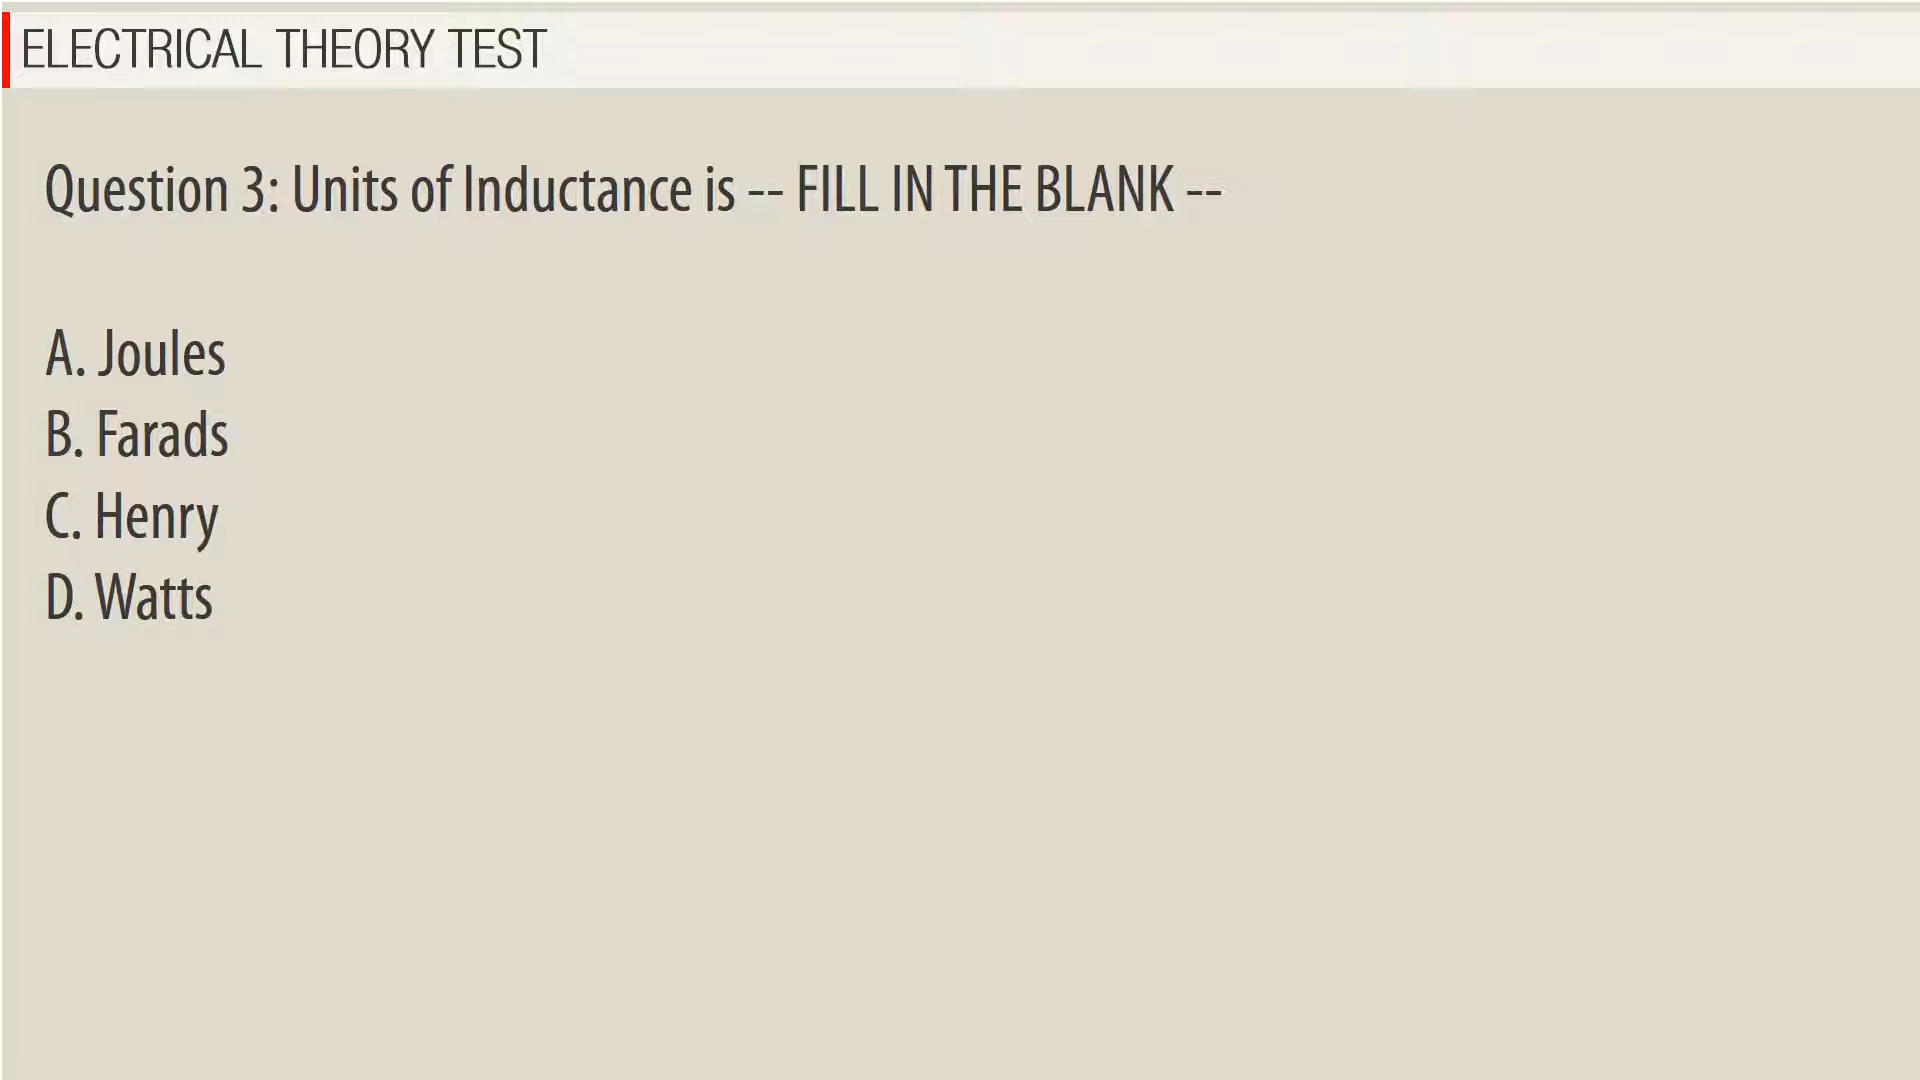 ELECTRICAL THEORY TEST
Question 3: Units of Inductance is -- FILL IN THE BLANK --
A. Joules
B. Farads
C. Henry
D. Watts